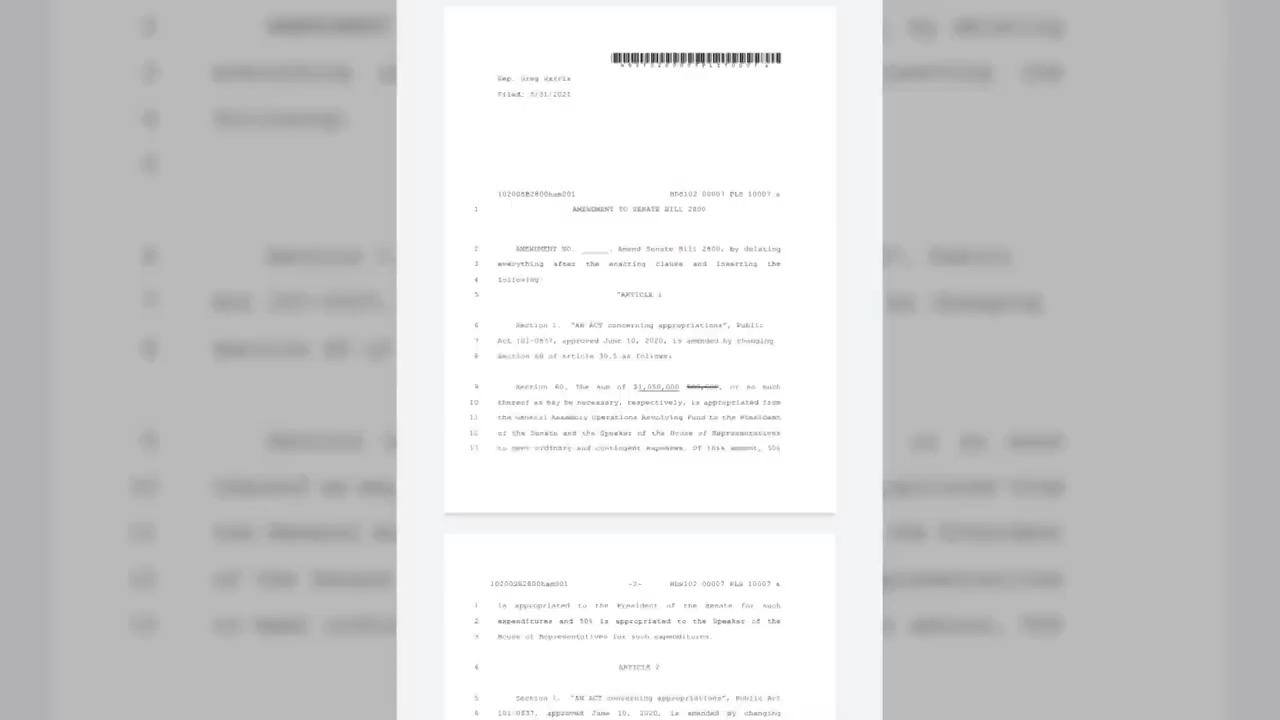 Rep. Greg Harris
Filed: 5/31/2021
10200SB2800ham001 HDS102 00007 PLS 10007 a
1 AMENDMENT TO SENATE BILL 2800
2 AMENDMENT NO. ______. Amend Senate Bill 2800, by deleting
3 everything after the enacting clause and inserting the
4 following:
5 "ARTICLE 1
6 Section 1. "AN ACT concerning appropriations", Public
7 Act 101-0637, approved June 10, 2020, is amended by changing
8 Section 60 of Article 30.5 as follows:
9 Section 60. The sum of $1,050,000 , or so much
10 thereof as may be necessary, respectively, is appropriated from
11 the General Assembly Operations Revolving Fund to the President
12 of the Senate and the Speaker of the House of Representatives
13 to meet ordinary and contingent expenses. Of this amount, 50%
10200SB2800ham001 -2- HDS102 00007 PLS 10007 a
1 is appropriated to the President of the Senate for such
2 expenditures and 50% is appropriated to the Speaker of the
3 House of Representatives for such expenditures.
4 ARTICLE 2
5 Section 1. "AN ACT concerning appropriations", Public Act
6 101-0637, approved June 10, 2020, is amended by changing